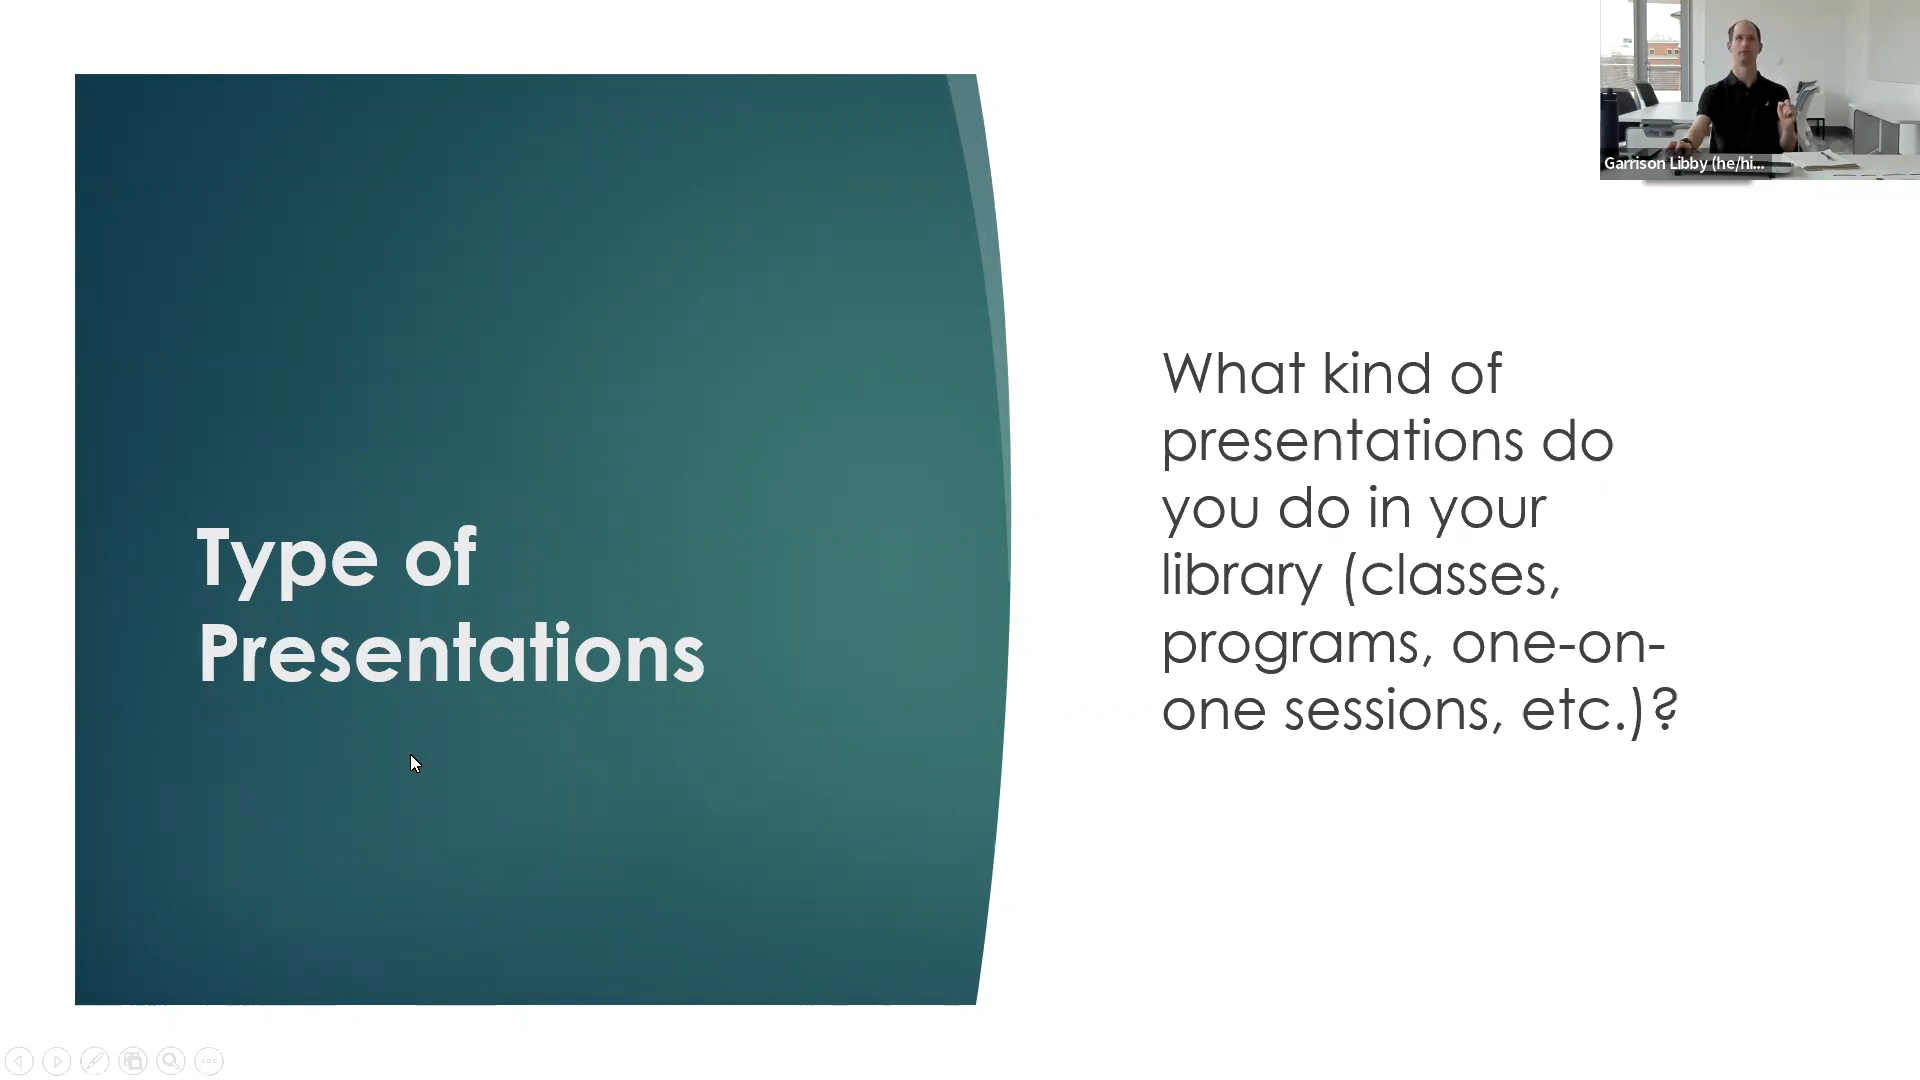 Garrison Libby (he/hi...
Type of
Presentations
What kind of
presentations do
you do in your
library (classes,
programs, one-on-
one sessions, etc.)?